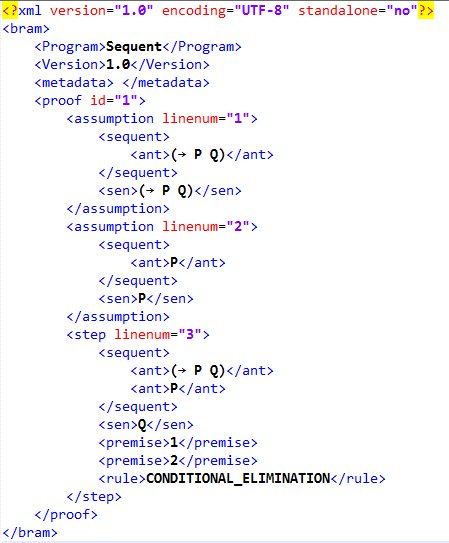 <?xml version="1.0" encoding="UTF-8" standalone="no"?>
<bram>
    <Program>Sequent</Program>
    <Version>1.0</Version>
    <metadata> </metadata>
    <proof id="1">
        <assumption linenum="1">
            <sequent>
                <ant>(→ P Q)</ant>
            </sequent>
            <sen>(→ P Q)</sen>
        </assumption>
        <assumption linenum="2">
            <sequent>
                <ant>P</ant>
            </sequent>
            <sen>P</sen>
        </assumption>
        <step linenum="3">
            <sequent>
                <ant>(→ P Q)</ant>
                <ant>P</ant>
            </sequent>
            <sen>Q</sen>
            <premise>1</premise>
            <premise>2</premise>
            <rule>CONDITIONAL_ELIMINATION</rule>
        </step>
    </proof>
</bram>